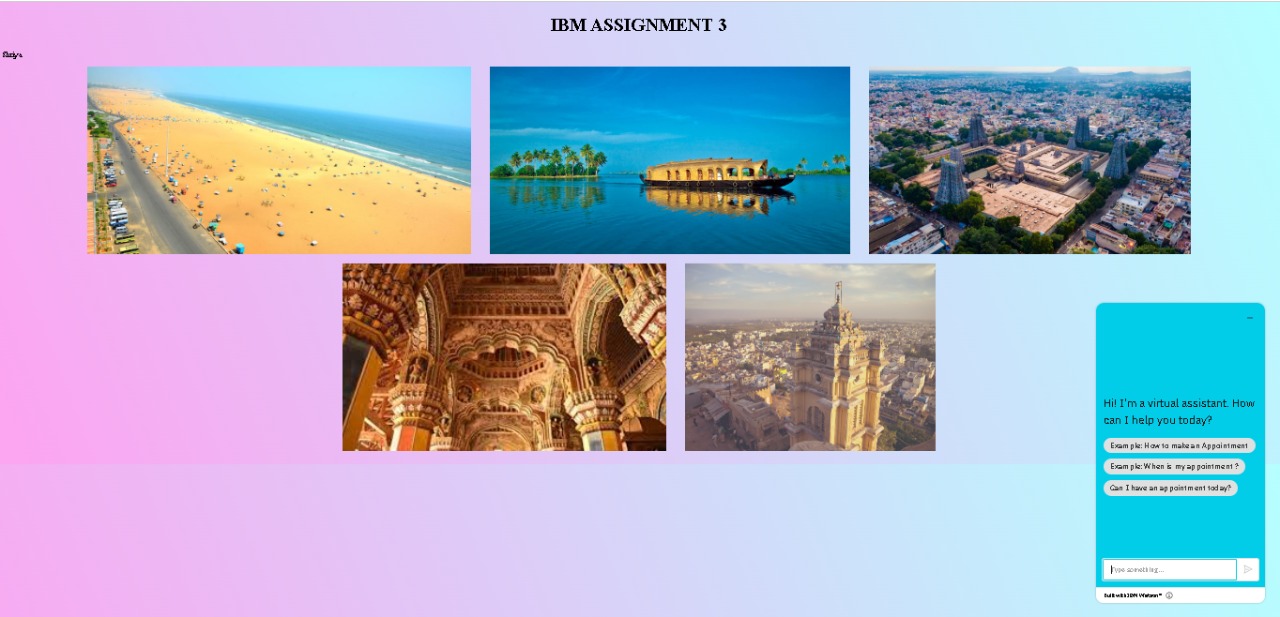 IBM ASSIGNMENT 3
Hi! I'm a virtual assistant. How
can I help you today?
Example: How to make an Appointment
Example: When is my appointment ?
Can I have an appointment today?
Type something...
Built with IBM Watson®